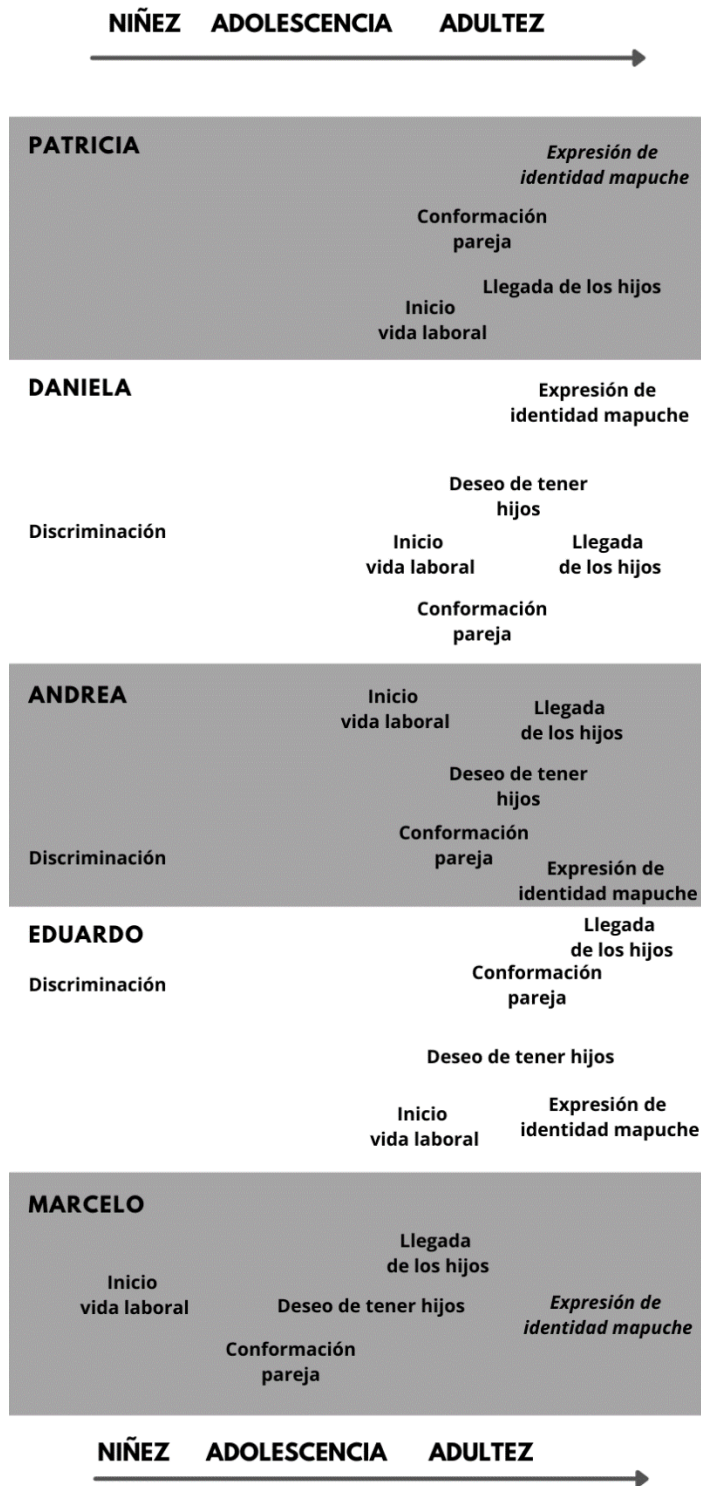 NIÑEZ ADOLESCENCIA ADULTEZ
PATRICIA
Expresión de
identidad mapuche
Conformación
pareja
Llegada de los hijos
Inicio
vida laboral
DANIELA
Expresión de
identidad mapuche
Deseo de tener
hijos
Discriminación
Inicio
vida laboral
Llegada
de los hijos
Conformación
pareja
ANDREA
Inicio
vida laboral
Llegada
de los hijos
Deseo de tener
hijos
Conformación
pareja
Discriminación
Expresión de
identidad mapuche
EDUARDO
Llegada
de los hijos
Discriminación
Conformación
pareja
Deseo de tener hijos
Inicio
vida laboral
Expresión de
identidad mapuche
MARCELO
Llegada
de los hijos
Inicio
vida laboral
Deseo de tener hijos
Expresión de
identidad mapuche
Conformación
pareja
NIÑEZ ADOLESCENCIA ADULTEZ